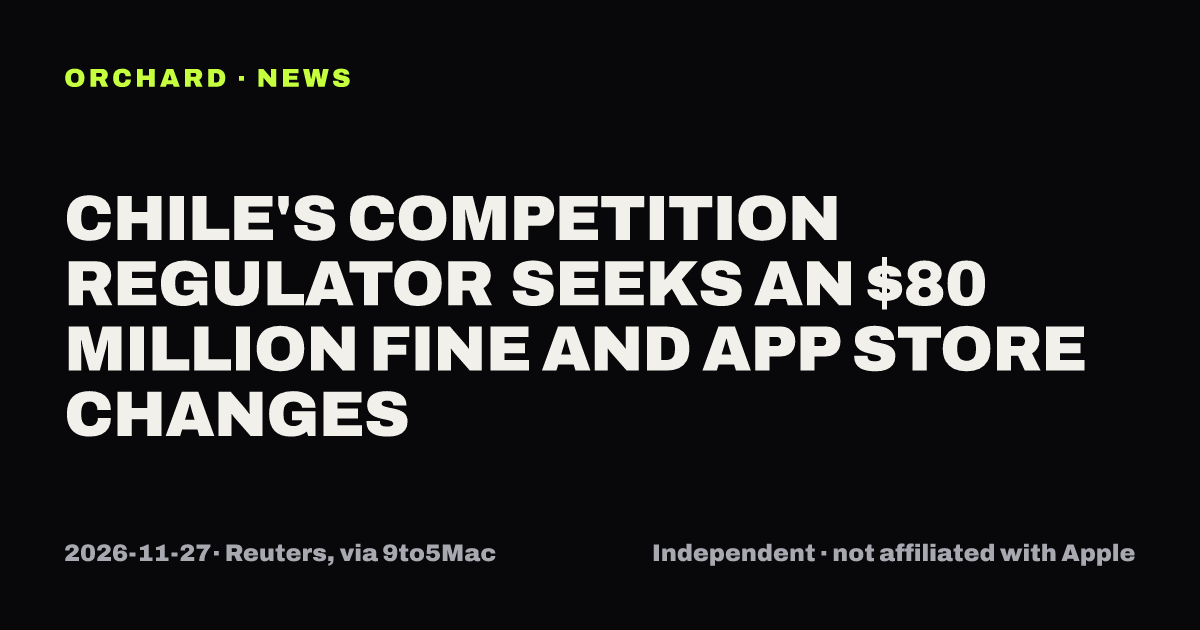 ORCHARD · NEWS
CHILE'S COMPETITION
REGULATOR SEEKS AN $80
MILLION FINE AND APP STORE
CHANGES
2026-11-27· Reuters, via 9to5Mac
Independent · not affiliated with Apple